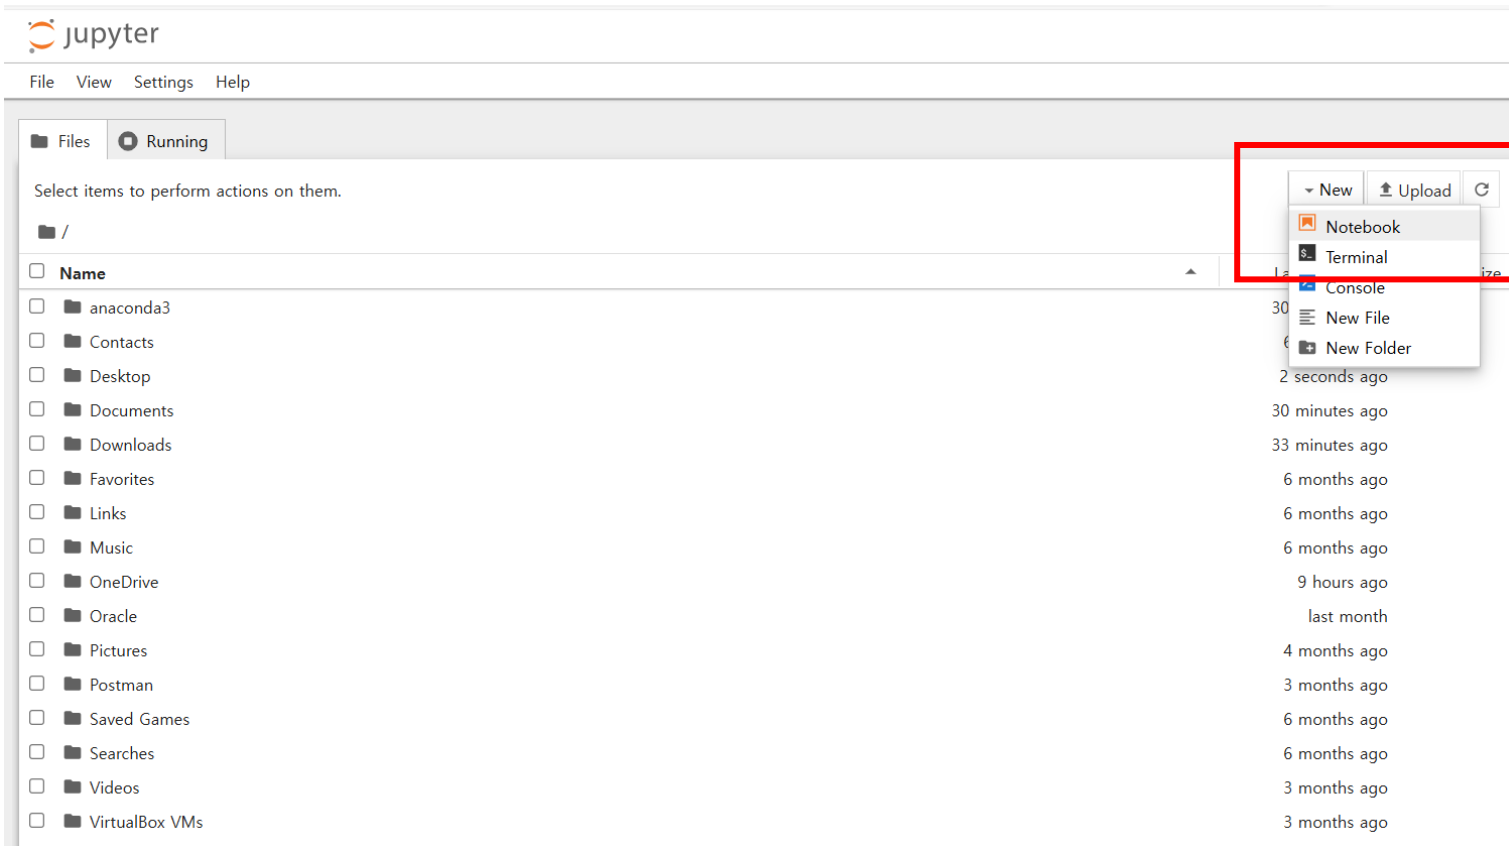 jupyter
File View Settings Help
Files Running
Select items to perform actions on them.
New Upload
/
Notebook
Terminal
Name
Console
anaconda3 30
New File
Contacts 6
New Folder
Desktop 2 seconds ago
Documents 30 minutes ago
Downloads 33 minutes ago
Favorites 6 months ago
Links 6 months ago
Music 6 months ago
OneDrive 9 hours ago
Oracle last month
Pictures 4 months ago
Postman 3 months ago
Saved Games 6 months ago
Searches 6 months ago
Videos 3 months ago
VirtualBox VMs 3 months ago